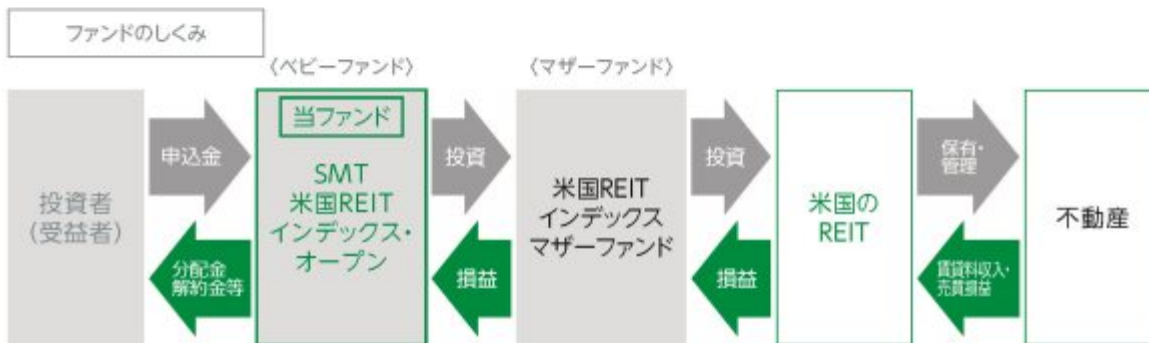 ファンドのしくみ
〈ベビーファンド〉
〈マザーファンド〉
投資者
(受益者)
申込金
分配金
解約金等
当ファンド
SMT
米国REIT
インデックス・
オープン
投資
損益
米国REIT
インデックス
マザーファンド
投資
損益
米国の
REIT
保有・
管理
賃貸料収入・
売買損益
不動産